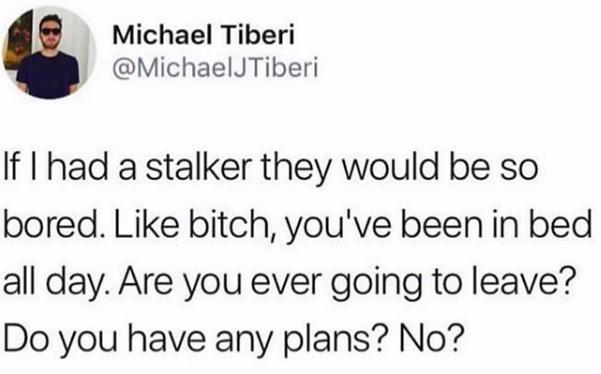 Michael Tiberi
@MichaelJTiberi
If I had a stalker they would be so
bored. Like bitch, you've been in bed
all day. Are you ever going to leave?
Do you have any plans? No?